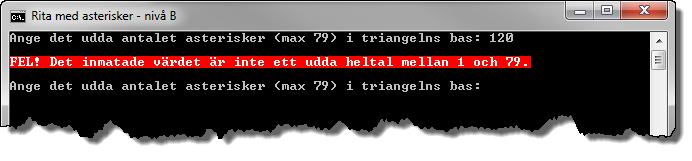 Rita med asterisker - nivå B
Ange det udda antalet asterisker (max 79) i triangelns bas: 120
FEL! Det inmatade värdet är inte ett udda heltal mellan 1 och 79.
Ange det udda antalet asterisker (max 79) i triangelns bas: